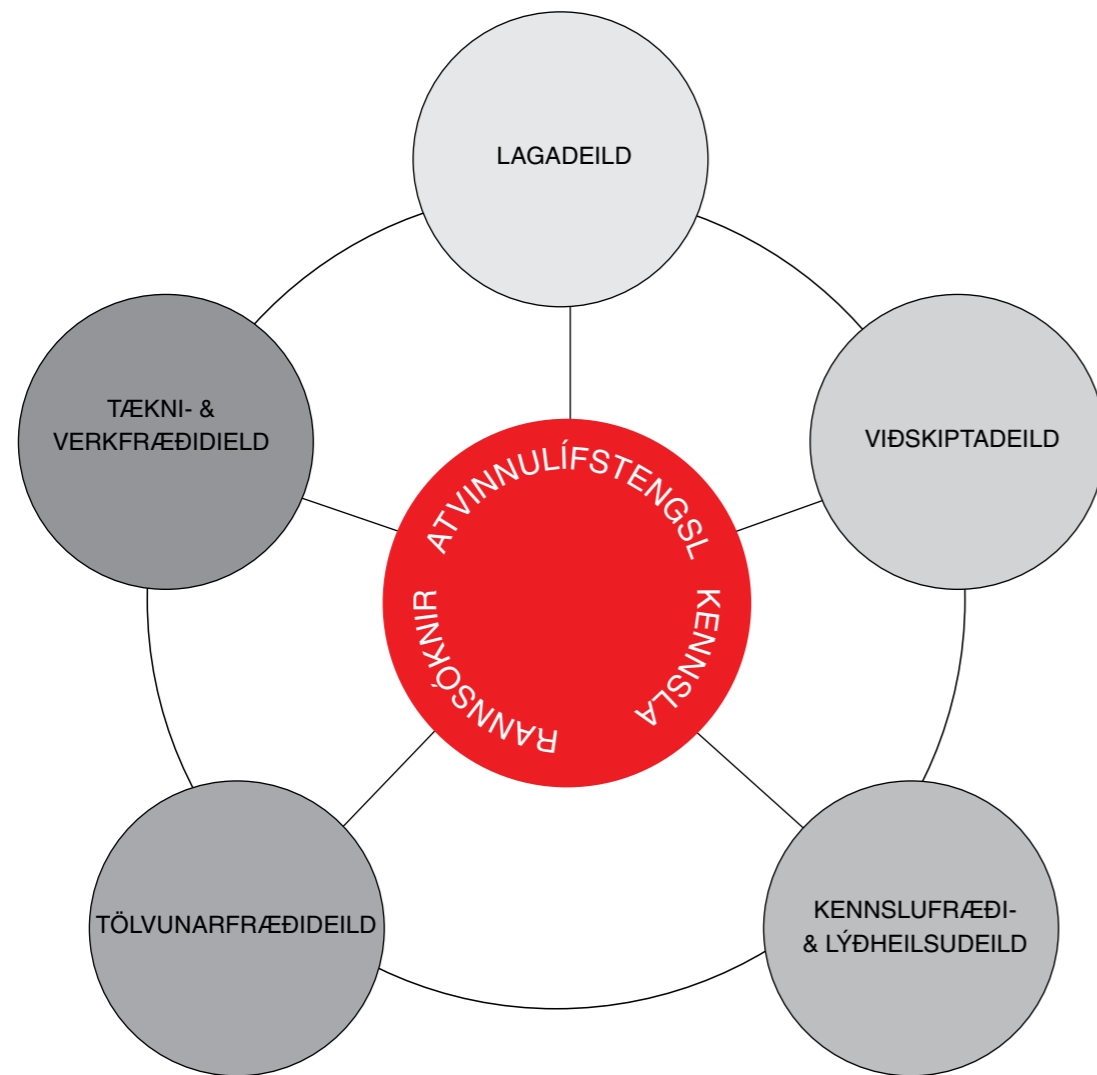 LAGADEILD
TÆKNI- &
VERKFRÆÐIDIELD
VIÐSKIPTADEILD
ATVINNULÍFSTENGSL
KENNSLA
RANNSÓKNIR
TÖLVUNARFRÆÐIDEILD
KENNSLUFRÆÐI-
& LÝÐHEILSUDEILD